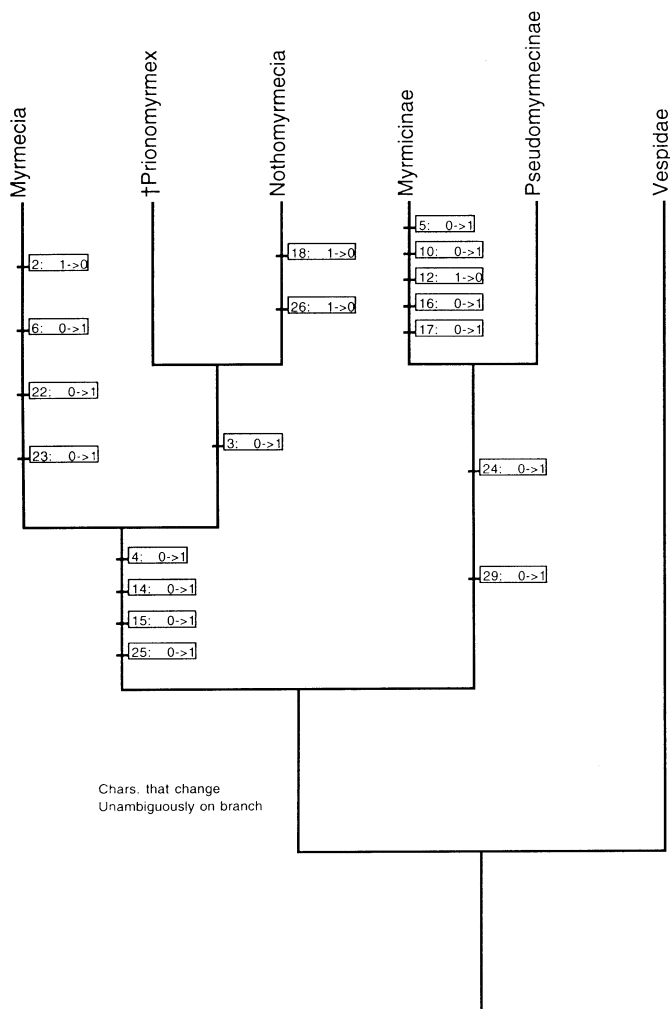 Myrmecia
†Prionomyrmex
Nothomyrmecia
Myrmicinae
Pseudomyrmecinae
Vespidae
2: 1->0
6: 0->1
22: 0->1
23: 0->1
18: 1->0
26: 1->0
3: 0->1
5: 0->1
10: 0->1
12: 1->0
16: 0->1
17: 0->1
24: 0->1
29: 0->1
4: 0->1
14: 0->1
15: 0->1
25: 0->1
Chars. that change
Unambiguously on branch